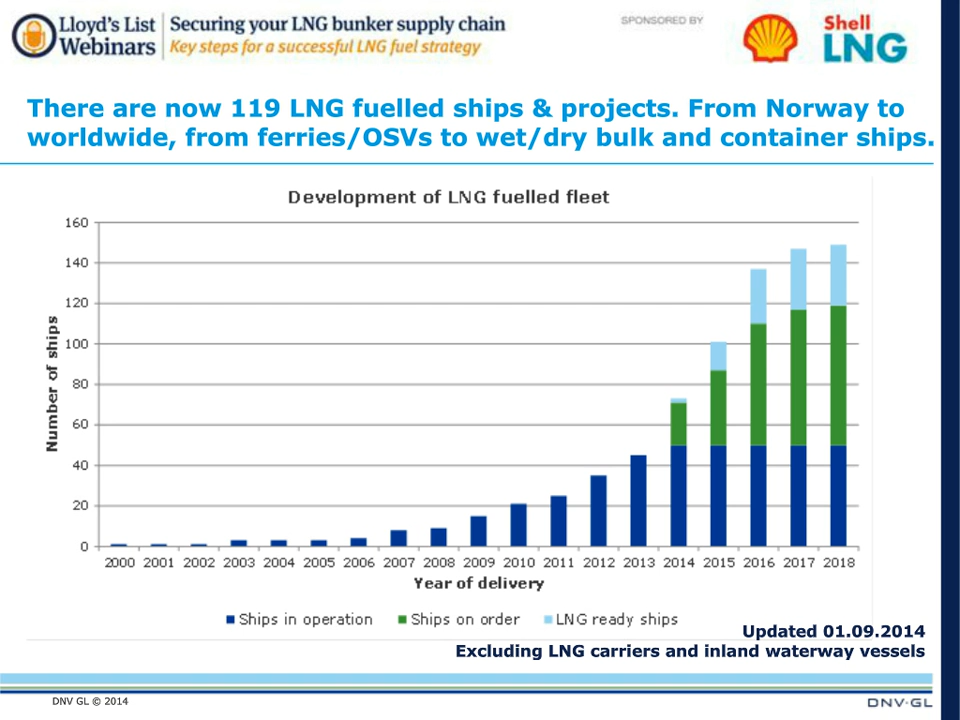 Lloyd's List
Webinars
Securing your LNG bunker supply chain
Key steps for a successful LNG fuel strategy
SPONSORED BY
Shell
LNG
There are now 119 LNG fuelled ships & projects. From Norway to
worldwide, from ferries/OSVs to wet/dry bulk and container ships.
Development of LNG fuelled fleet
Number of ships
160
140
120
100
80
60
40
20
0
2000 2001 2002 2003 2004 2005 2006 2007 2008 2009 2010 2011 2012 2013 2014 2015 2016 2017 2018
Year of delivery
Ships in operation Ships on order LNG ready ships
Updated 01.09.2014
Excluding LNG carriers and inland waterway vessels
DNV GL © 2014
DNV·GL